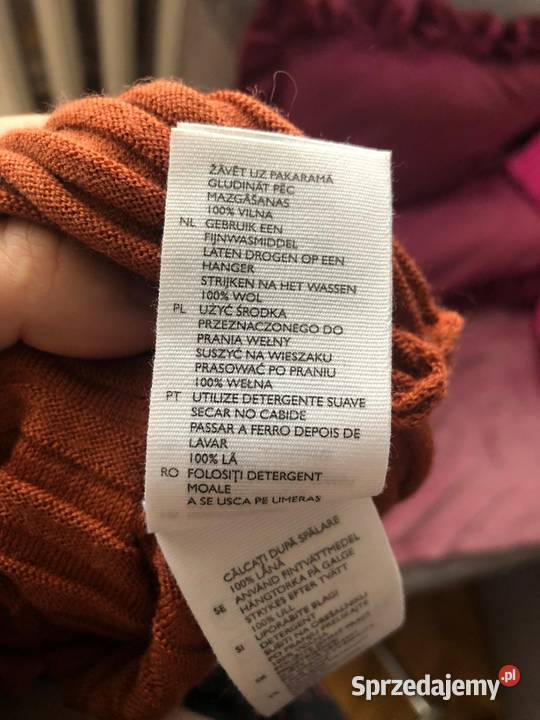 ŽĀVĒT UZ PAKARAMĀ
GLUDINĀT PĒC
MAZGĀŠANAS
100% VILNA
NL GEBRUIK EEN
FIJNWASMIDDEL
LATEN DROGEN OP EEN
HANGER
STRIJKEN NA HET WASSEN
100% WOL
PL UŻYĆ ŚRODKA
PRZEZNACZONEGO DO
PRANIA WEŁNY
SUSZYĆ NA WIESZAKU
PRASOWAĆ PO PRANIU
100% WEŁNA
PT UTILIZE DETERGENTE SUAVE
SECAR NO CABIDE
PASSAR A FERRO DEPOIS DE
LAVAR
100% LÃ
RO FOLOSIȚI DETERGENT
MOALE
A SE USCA PE UMERAȘ
CĂLCAȚI DUPĂ SPĂLARE
100% LÂNĂ
SE ANVÄND FINTVÄTTMEDEL
HÄNGTORKA PÅ GALGE
STRYKES EFTER TVÄTT
100% ULL
SI UPORABITE BLAGI
DETERGENT
Sprzedajemy.pl